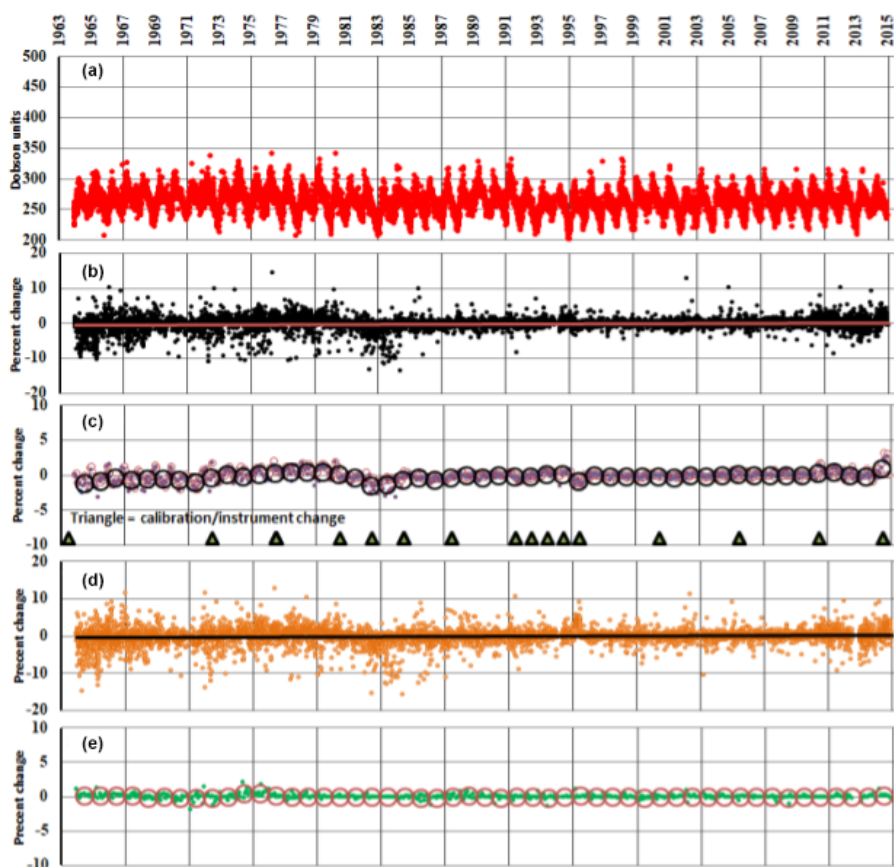 1963 1965 1967 1969 1971 1973 1975 1977 1979 1981 1983 1985 1987 1989 1991 1993 1995 1997 1999 2001 2003 2005 2007 2009 2011 2013 2015
500
(a)
450
400
Dobson units
350
300
250
200
20
(b)
10
Percent change
0
-10
-20
10
(c)
5
Percent change
0
-5
Triangle = calibration/instrument change
-10
20
(d)
10
Precent change
0
-10
-20
10
(e)
5
Precent change
0
-5
-10